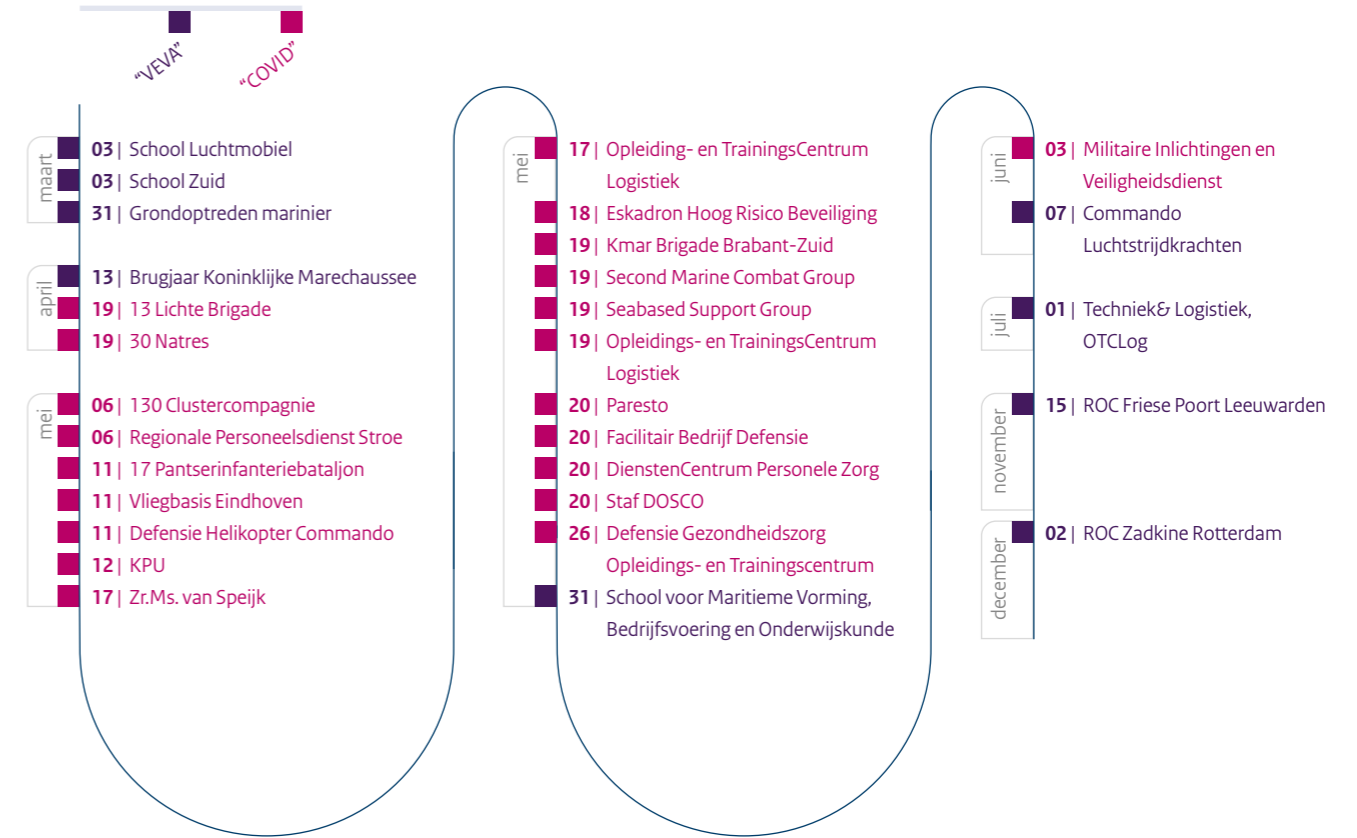 “VEVA”
“COVID”
maart
03 | School Luchtmobiel
03 | School Zuid
31 | Grondoptreden marinier
april
13 | Brugjaar Koninklijke Marechaussee
19 | 13 Lichte Brigade
19 | 30 Natres
mei
06 | 130 Clustercompagnie
06 | Regionale Personeelsdienst Stroe
11 | 17 Pantserinfanteriebataljon
11 | Vliegbasis Eindhoven
11 | Defensie Helikopter Commando
12 | KPU
17 | Zr.Ms. van Speijk
mei
17 | Opleiding- en TrainingsCentrum
Logistiek
18 | Eskadron Hoog Risico Beveiliging
19 | Kmar Brigade Brabant-Zuid
19 | Second Marine Combat Group
19 | Seabased Support Group
19 | Opleidings- en TrainingsCentrum
Logistiek
20 | Paresto
20 | Facilitair Bedrijf Defensie
20 | DienstenCentrum Personele Zorg
20 | Staf DOSCO
26 | Defensie Gezondheidszorg
Opleidings- en Trainingscentrum
31 | School voor Maritieme Vorming,
Bedrijfsvoering en Onderwijskunde
juni
03 | Militaire Inlichtingen en
Veiligheidsdienst
07 | Commando
Luchtstrijdkrachten
juli
01 | Techniek& Logistiek,
OTCLog
november
15 | ROC Friese Poort Leeuwarden
december
02 | ROC Zadkine Rotterdam